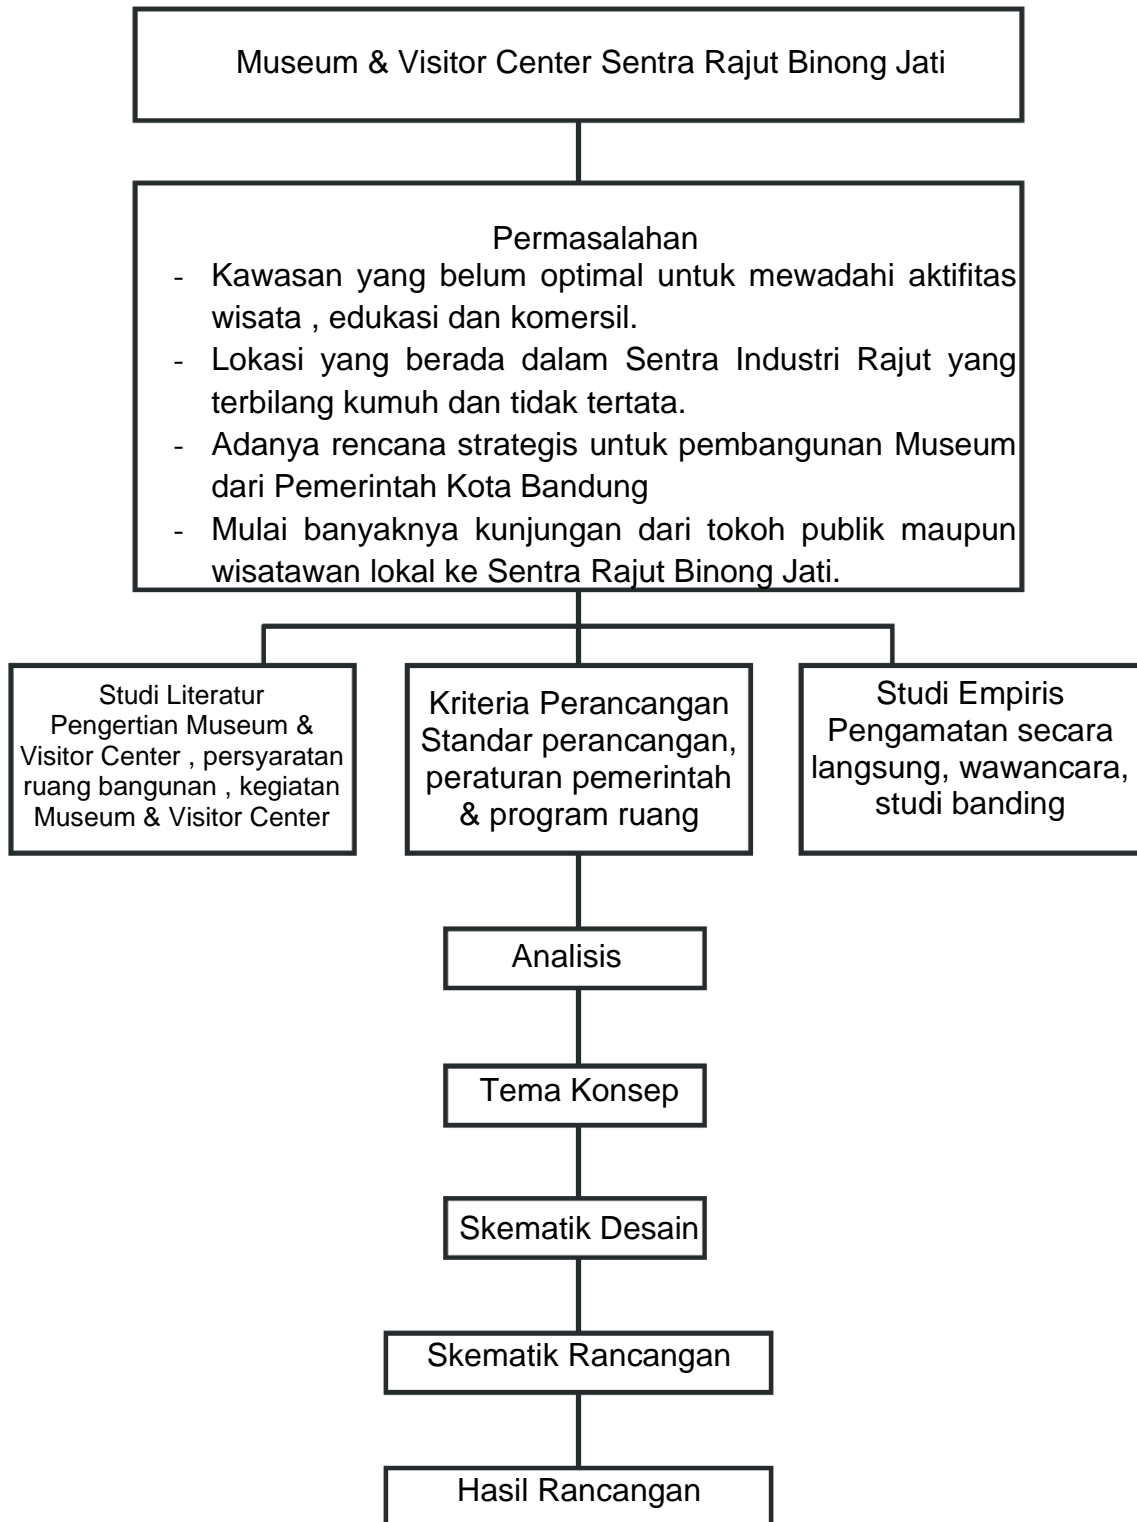 Museum & Visitor Center Sentra Rajut Binong Jati
Permasalahan
- Kawasan yang belum optimal untuk mewadahi aktifitas
wisata , edukasi dan komersil.
- Lokasi yang berada dalam Sentra Industri Rajut yang
terbilang kumuh dan tidak tertata.
- Adanya rencana strategis untuk pembangunan Museum
dari Pemerintah Kota Bandung
- Mulai banyaknya kunjungan dari tokoh publik maupun
wisatawan lokal ke Sentra Rajut Binong Jati.
Studi Literatur
Pengertian Museum &
Visitor Center , persyaratan
ruang bangunan , kegiatan
Museum & Visitor Center
Kriteria Perancangan
Standar perancangan,
peraturan pemerintah
& program ruang
Studi Empiris
Pengamatan secara
langsung, wawancara,
studi banding
Analisis
Tema Konsep
Skematik Desain
Skematik Rancangan
Hasil Rancangan